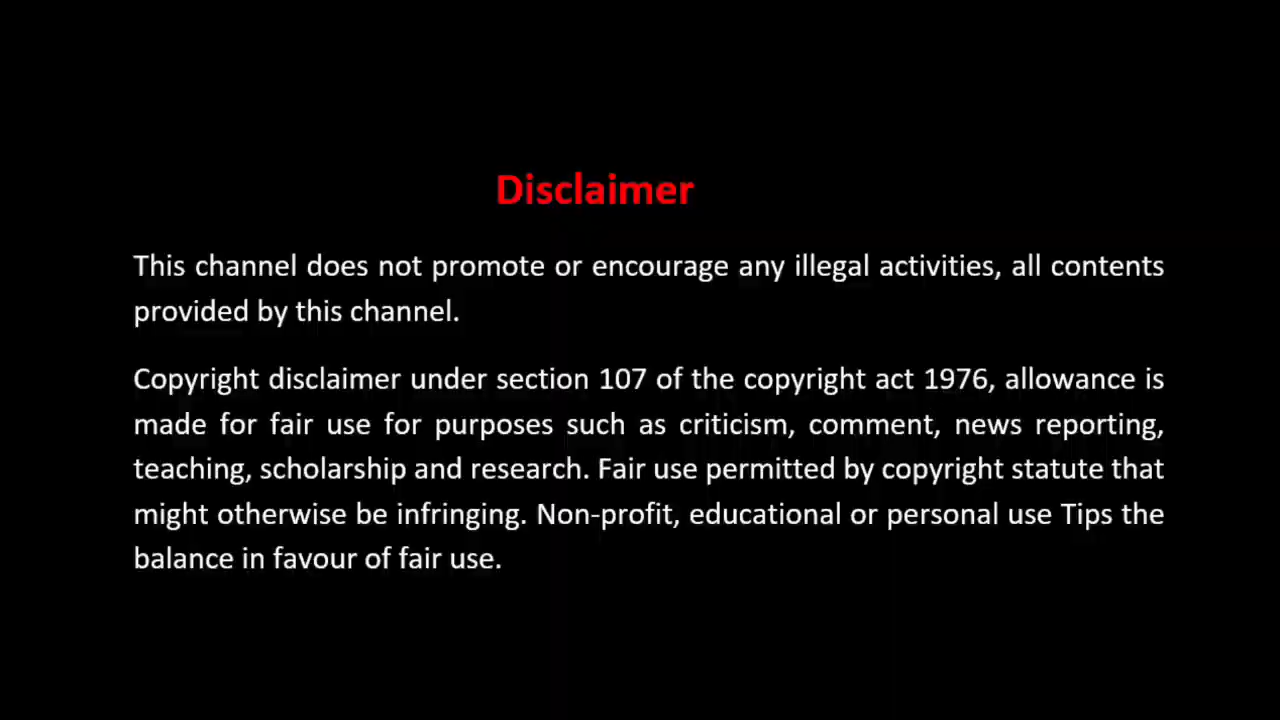 Disclaimer
This channel does not promote or encourage any illegal activities, all contents
provided by this channel.
Copyright disclaimer under section 107 of the copyright act 1976, allowance is
made for fair use for purposes such as criticism, comment, news reporting,
teaching, scholarship and research. Fair use permitted by copyright statute that
might otherwise be infringing. Non-profit, educational or personal use Tips the
balance in favour of fair use.